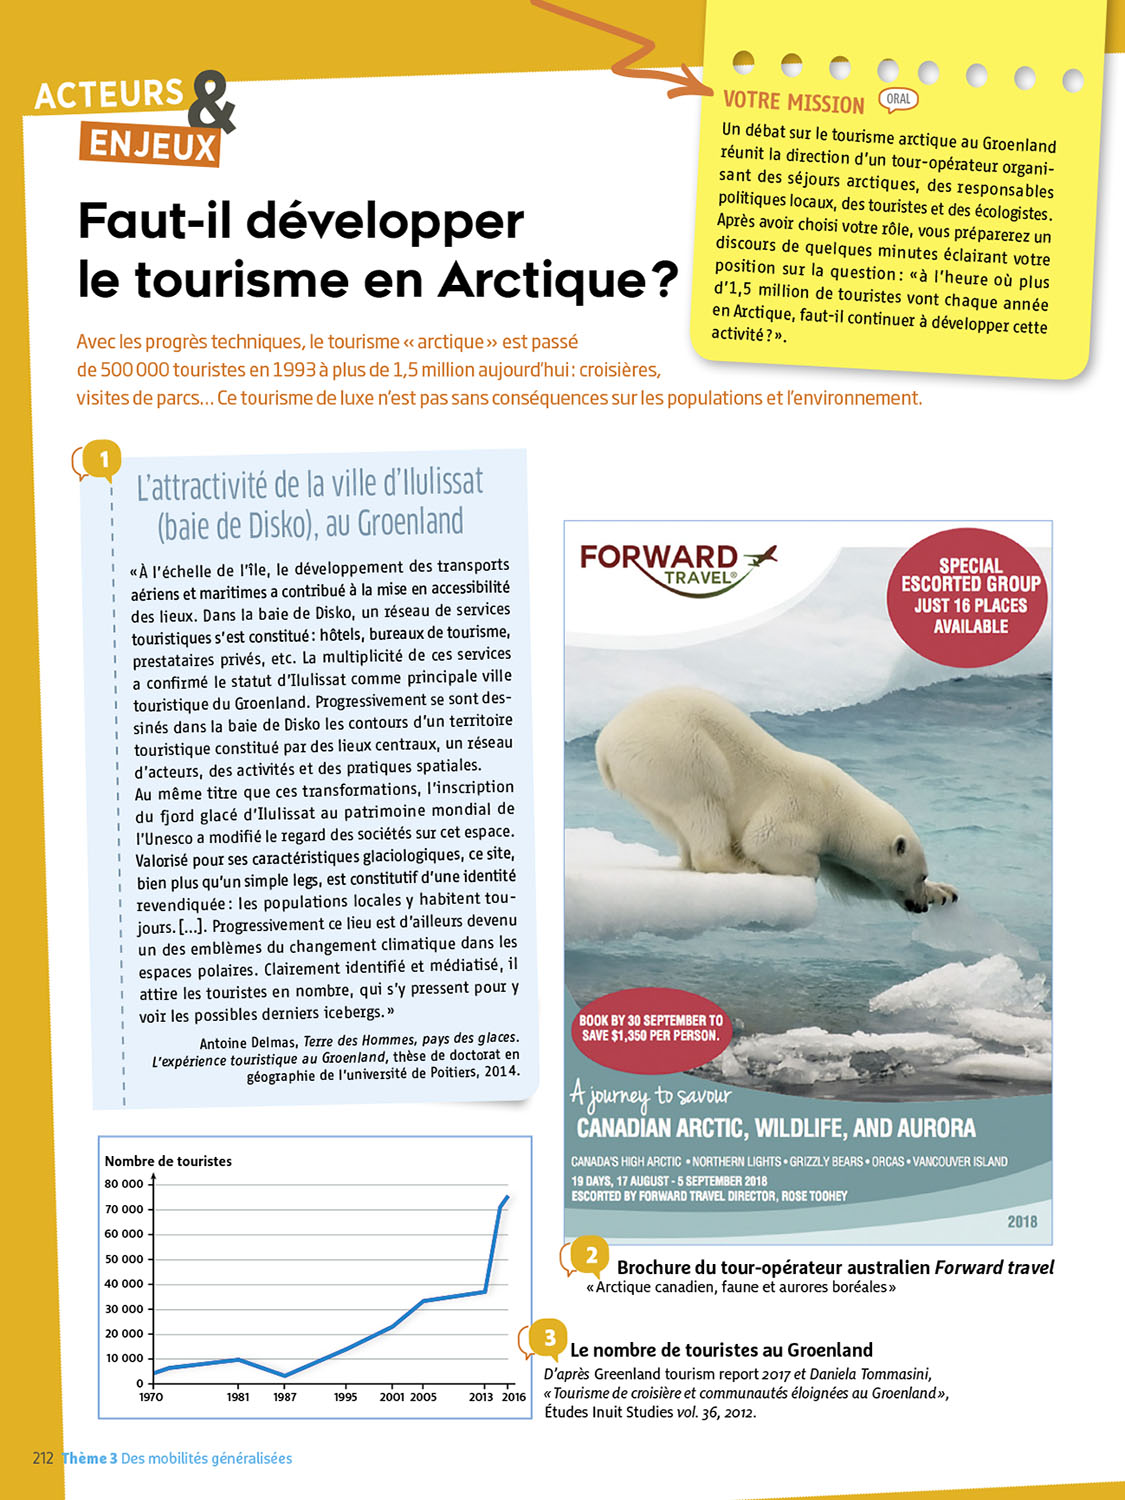 ACTEURS &
ENJEUX
Faut-il développer
le tourisme en Arctique ?
Avec les progrès techniques, le tourisme « arctique » est passé
de 500 000 touristes en 1993 à plus de 1,5 million aujourd’hui : croisières,
visites de parcs… Ce tourisme de luxe n’est pas sans conséquences sur les populations et l’environnement.
VOTRE MISSION ORAL
Un débat sur le tourisme arctique au Groenland
réunit la direction d’un tour-opérateur organi-
sant des séjours arctiques, des responsables
politiques locaux, des touristes et des écologistes.
Après avoir choisi votre rôle, vous préparerez un
discours de quelques minutes éclairant votre
position sur la question : « à l’heure où plus
d’1,5 million de touristes vont chaque année
en Arctique, faut-il continuer à développer cette
activité ? ».
1
L’attractivité de la ville d’Ilulissat
(baie de Disko), au Groenland
« À l’échelle de l’île, le développement des transports
aériens et maritimes a contribué à la mise en accessibilité
des lieux. Dans la baie de Disko, un réseau de services
touristiques s’est constitué : hôtels, bureaux de tourisme,
prestataires privés, etc. La multiplicité de ces services
a confirmé le statut d’Ilulissat comme principale ville
touristique du Groenland. Progressivement se sont des-
sinés dans la baie de Disko les contours d’un territoire
touristique constitué par des lieux centraux, un réseau
d’acteurs, des activités et des pratiques spatiales.
Au même titre que ces transformations, l’inscription
du fjord glacé d’Ilulissat au patrimoine mondial de
l’Unesco a modifié le regard des sociétés sur cet espace.
Valorisé pour ses caractéristiques glaciologiques, ce site,
bien plus qu’un simple legs, est constitutif d’une identité
revendiquée : les populations locales y habitent tou-
jours. […]. Progressivement ce lieu est d’ailleurs devenu
un des emblèmes du changement climatique dans les
espaces polaires. Clairement identifié et médiatisé, il
attire les touristes en nombre, qui s’y pressent pour y
voir les possibles derniers icebergs. »
Antoine Delmas, Terre des Hommes, pays des glaces.
L’expérience touristique au Groenland, thèse de doctorat en
géographie de l’université de Poitiers, 2014.
FORWARD
TRAVEL®
SPECIAL
ESCORTED GROUP
JUST 16 PLACES
AVAILABLE
BOOK BY 30 SEPTEMBER TO
SAVE $1,350 PER PERSON.
A journey to savour
CANADIAN ARCTIC, WILDLIFE, AND AURORA
CANADA'S HIGH ARCTIC • NORTHERN LIGHTS • GRIZZLY BEARS • ORCAS • VANCOUVER ISLAND
19 DAYS, 17 AUGUST - 5 SEPTEMBER 2018
ESCORTED BY FORWARD TRAVEL DIRECTOR, ROSE TOOHEY
2018
2 Brochure du tour-opérateur australien Forward travel
« Arctique canadien, faune et aurores boréales »
Nombre de touristes
80 000
70 000
60 000
50 000
40 000
30 000
20 000
10 000
0
1970 1981 1987 1995 2001 2005 2013 2016
3 Le nombre de touristes au Groenland
D’après Greenland tourism report 2017 et Daniela Tommasini,
« Tourisme de croisière et communautés éloignées au Groenland »,
Études Inuit Studies vol. 36, 2012.
212 Thème 3 Des mobilités généralisées